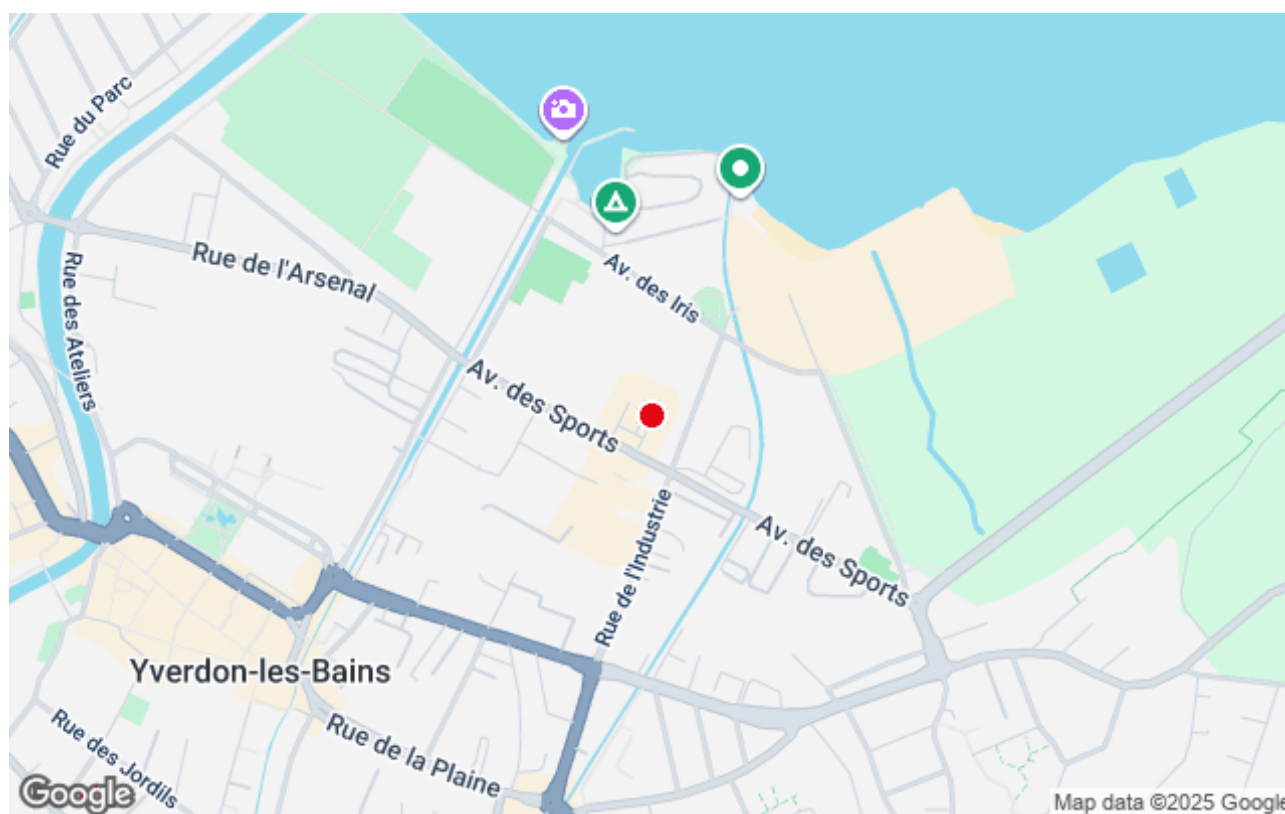 Rue du Parc
Rue de l'Arsenal
Rue des Ateliers
Av. des Iris
Av. des Sports
Rue de l'Industrie
Av. des Sports
Yverdon-les-Bains
Rue de la Plaine
Rue des Jordils
Google
Map data ©2025 Google